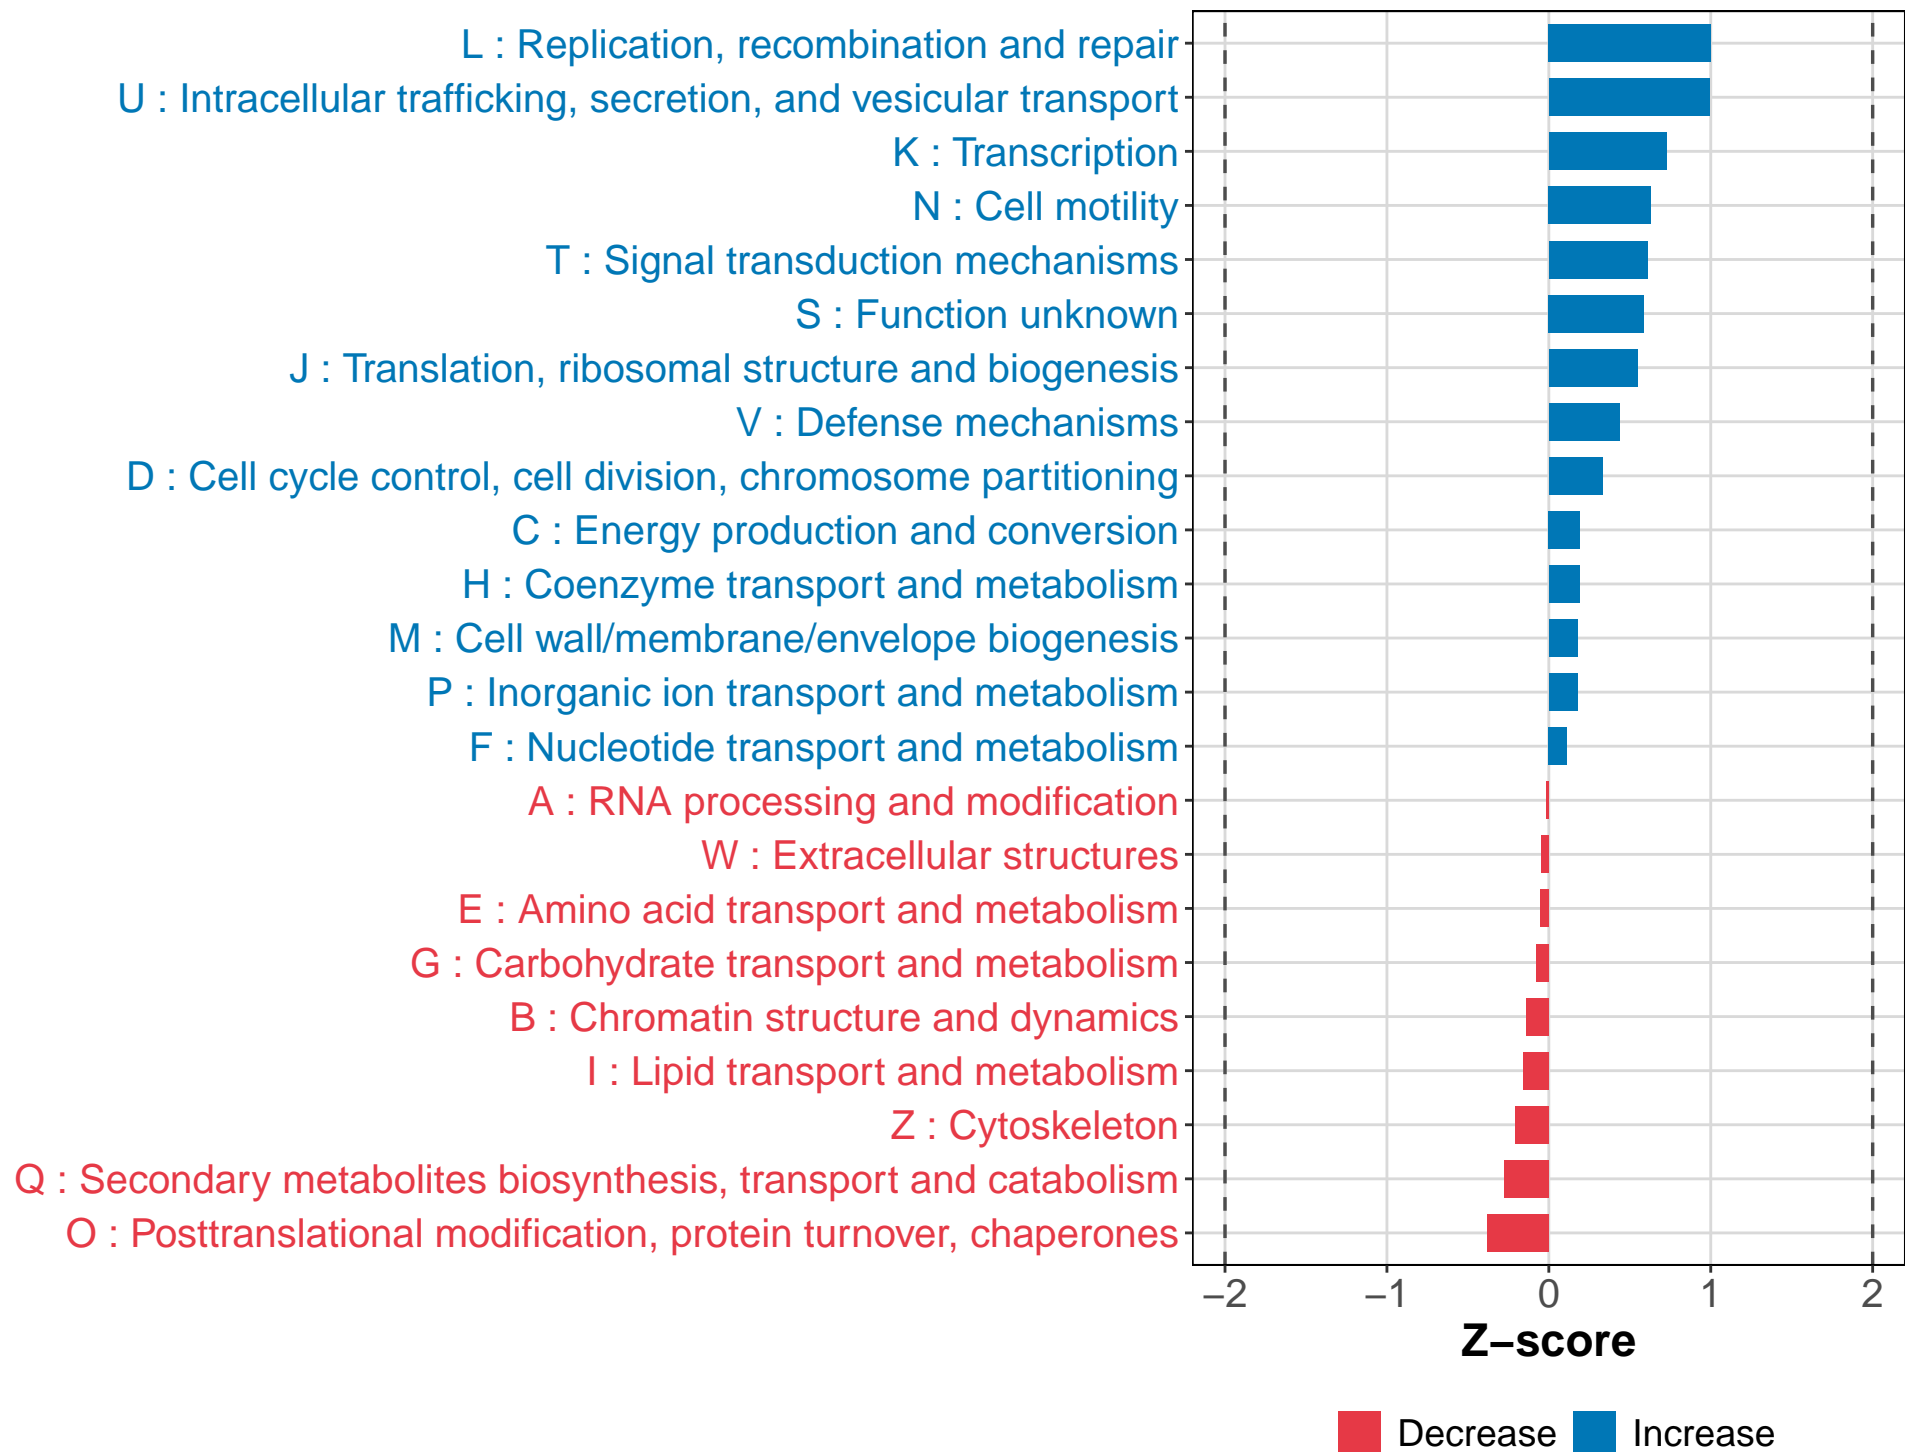 L : Replication, recombination and repair
U : Intracellular trafficking, secretion, and vesicular transport
K : Transcription
N : Cell motility
T : Signal transduction mechanisms
S : Function unknown
J : Translation, ribosomal structure and biogenesis
V : Defense mechanisms
D : Cell cycle control, cell division, chromosome partitioning
C : Energy production and conversion
H : Coenzyme transport and metabolism
M : Cell wall/membrane/envelope biogenesis
P : Inorganic ion transport and metabolism
F : Nucleotide transport and metabolism
A : RNA processing and modification
W : Extracellular structures
E : Amino acid transport and metabolism
G : Carbohydrate transport and metabolism
B : Chromatin structure and dynamics
I : Lipid transport and metabolism
Z : Cytoskeleton
Q : Secondary metabolites biosynthesis, transport and catabolism
O : Posttranslational modification, protein turnover, chaperones
−2 −1 0 1 2
Z−score
Decrease Increase